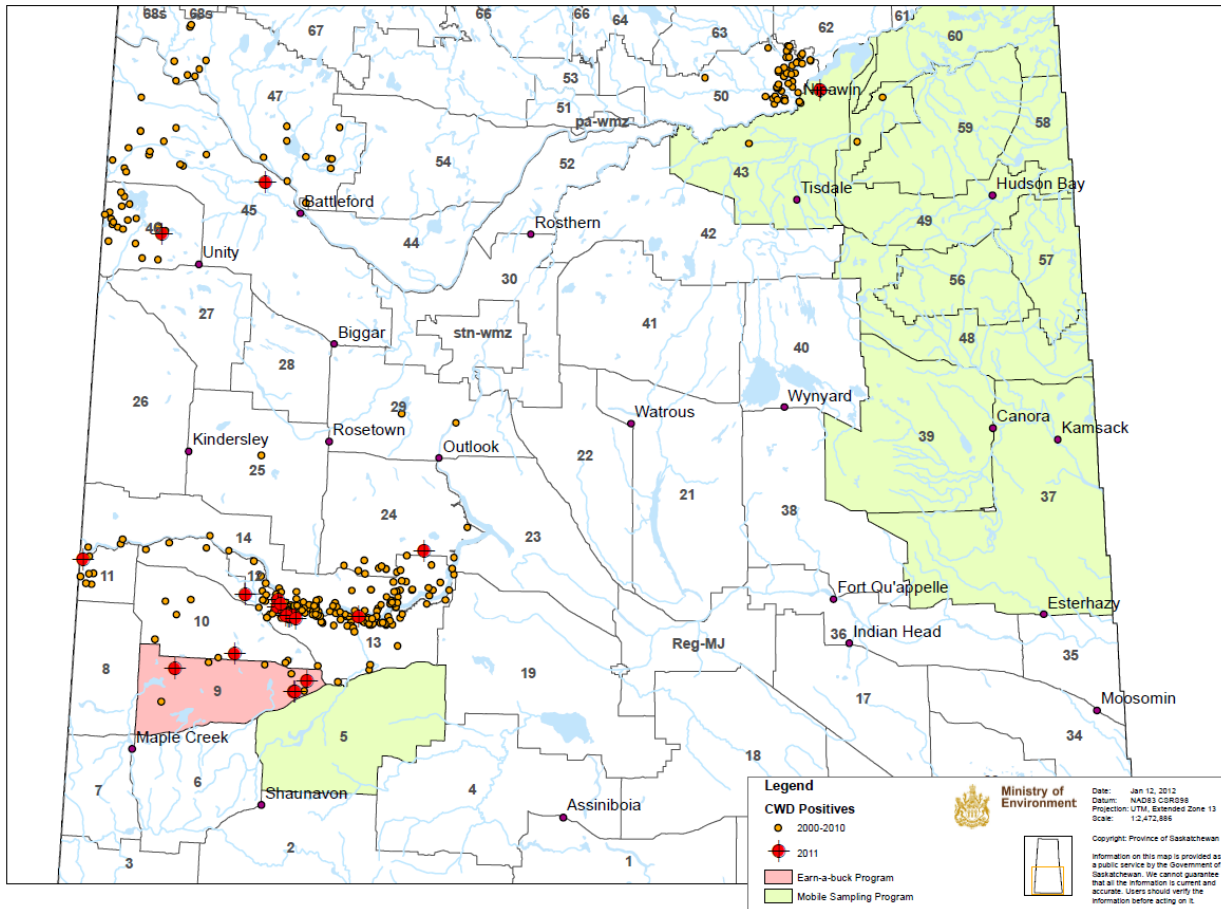 68s
68s
67
66
66
64
63
62
61
60
47
53
51
50
Nipawin
pa-wmz
59
58
54
52
43
Tisdale
Hudson Bay
45
Battleford
46
44
Rosthern
42
49
57
Unity
30
56
27
41
stn-wmz
Biggar
40
48
28
26
29
Watrous
Wynyard
Canora
Kamsack
Kindersley
Rosetown
Outlook
39
25
22
21
37
24
38
14
23
11
12
Fort Qu'appelle
Esterhazy
10
13
36
Indian Head
Reg-MJ
35
8
19
9
17
Moosomin
Maple Creek
5
34
18
7
6
4
Shaunavon
Assiniboia
2
3
1
Legend
CWD Positives
2000-2010
2011
Earn-a-buck Program
Mobile Sampling Program
Ministry of
Environment
Date: Jan 12, 2012
Datum: NAD83 CSRS98
Projection: UTM, Extended Zone 13
Scale: 1:2,472,886
Copyright: Province of Saskatchewan
Information on this map is provided as
a public service by the Government of
Saskatchewan. We cannot guarantee
that all the information is current and
accurate. Users should verify the
information before acting on it.